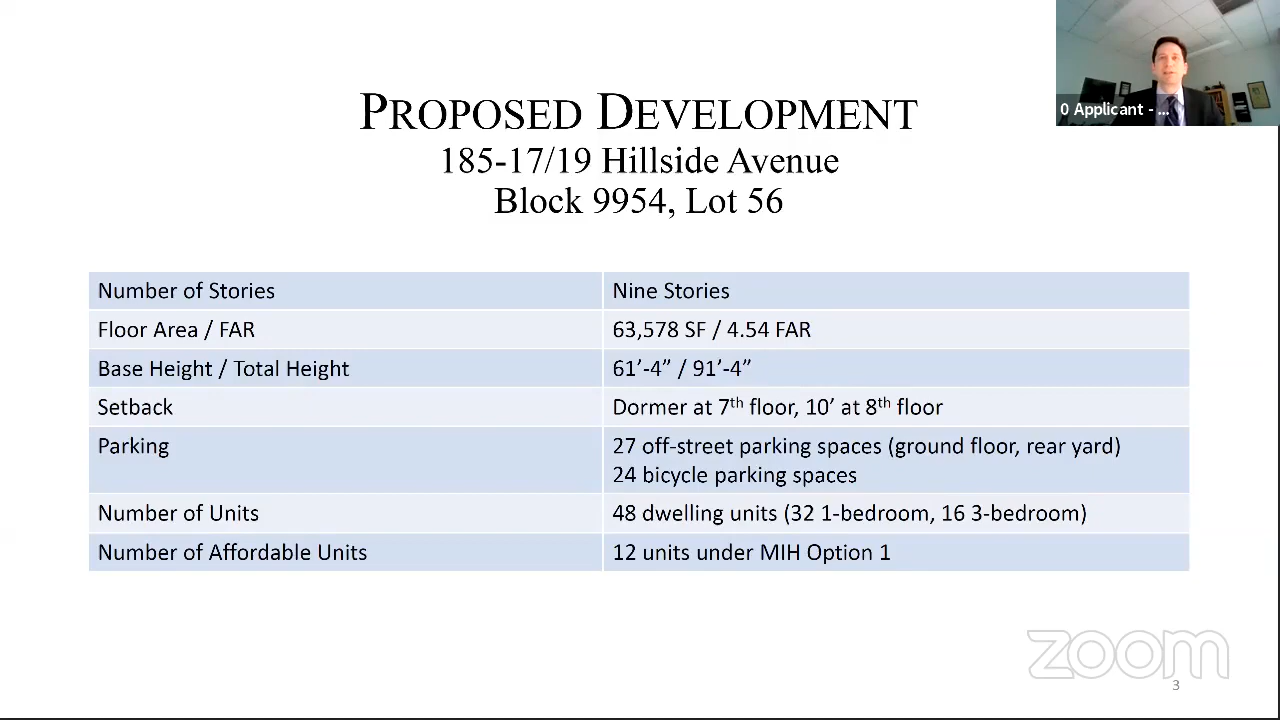 0 Applicant - ...
PROPOSED DEVELOPMENT
185-17/19 Hillside Avenue
Block 9954, Lot 56
Number of Stories
Nine Stories
Floor Area / FAR
63,578 SF / 4.54 FAR
Base Height / Total Height
61’-4” / 91’-4”
Setback
Dormer at 7th floor, 10’ at 8th floor
Parking
27 off-street parking spaces (ground floor, rear yard)
24 bicycle parking spaces
Number of Units
48 dwelling units (32 1-bedroom, 16 3-bedroom)
Number of Affordable Units
12 units under MIH Option 1
zoom
3